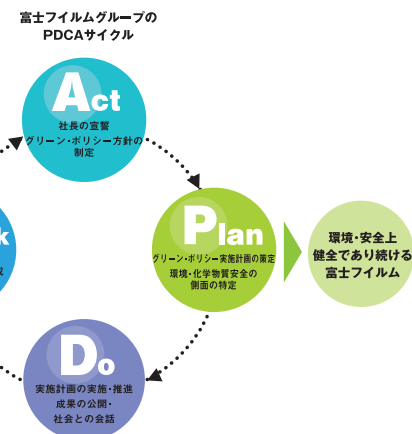 富士フイルムグループの
PDCAサイクル
Act
社長の宣誓
グリーン・ポリシー方針の
制定
Plan
グリーン・ポリシー実施計画の策定
環境・化学物質安全の
側面の特定
環境・安全上
健全であり続ける
富士フイルム
k
Do
実施計画の実施・推進
成果の公開・
社会との会話